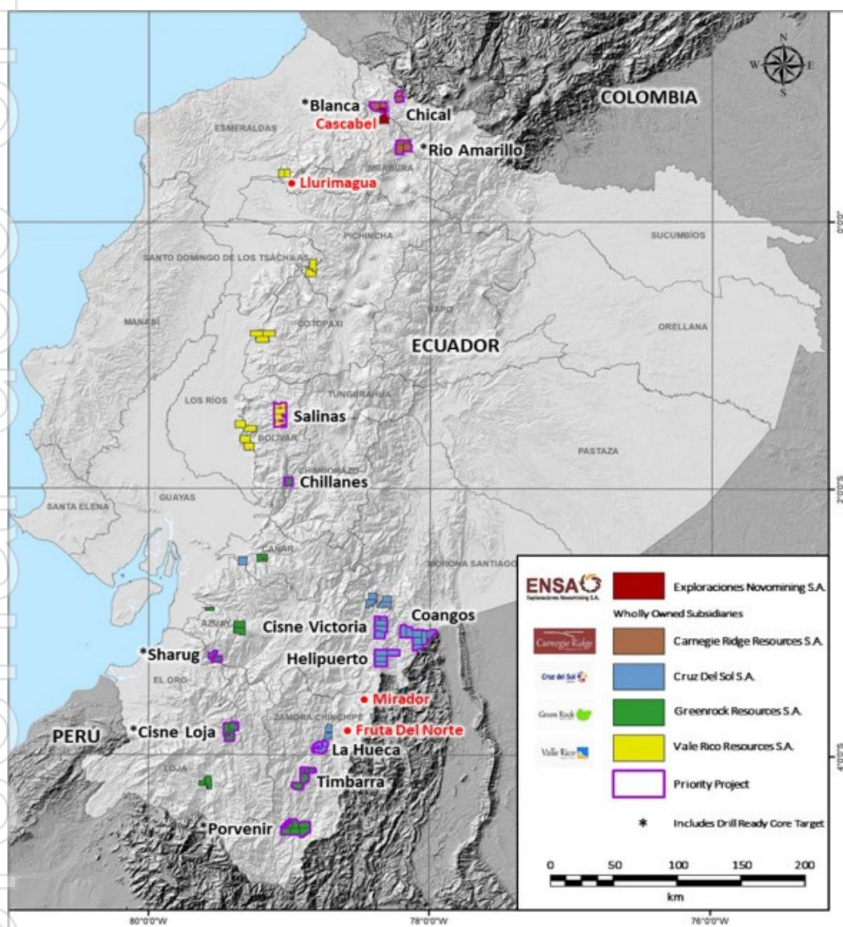 N
W E
S
COLOMBIA
*Blanca
Chical
Cascabel
ESMERALDAS
*Rio Amarillo
IMBABURA
Llurimagua
0°0'0"
PICHINCHA
SUCUMBÍOS
SANTO DOMINGO DE LOS TSÁCHILAS
NAPO
MANABÍ
COTOPAXI
ORELLANA
ECUADOR
LOS RÍOS
TUNGURAHUA
Salinas
BOLÍVAR
PASTAZA
CHIMBORAZO
Chillanes
GUAYAS
2°0'0"S
SANTA ELENA
CAÑAR
MORONA SANTIAGO
Coangos
AZUAY
Cisne Victoria
*Sharug
Helipuerto
EL ORO
Mirador
ZAMORA CHINCHIPE
PERU
*Cisne Loja
Fruta Del Norte
La Hueca
4°0'0"S
LOJA
Timbarra
*Porvenir
ENSA
Exploraciones Novomining S.A.
Exploraciones Novomining S.A.
Wholly Owned Subsidiaries
Carnegie Ridge
Carnegie Ridge Resources S.A.
Cruz del Sol
Cruz Del Sol S.A.
Green Rock
Greenrock Resources S.A.
Valle Rico
Vale Rico Resources S.A.
Priority Project
* Includes Drill Ready Core Target
0 50 100 150 200
km
80°0'0"W 78°0'0"W 76°0'0"W